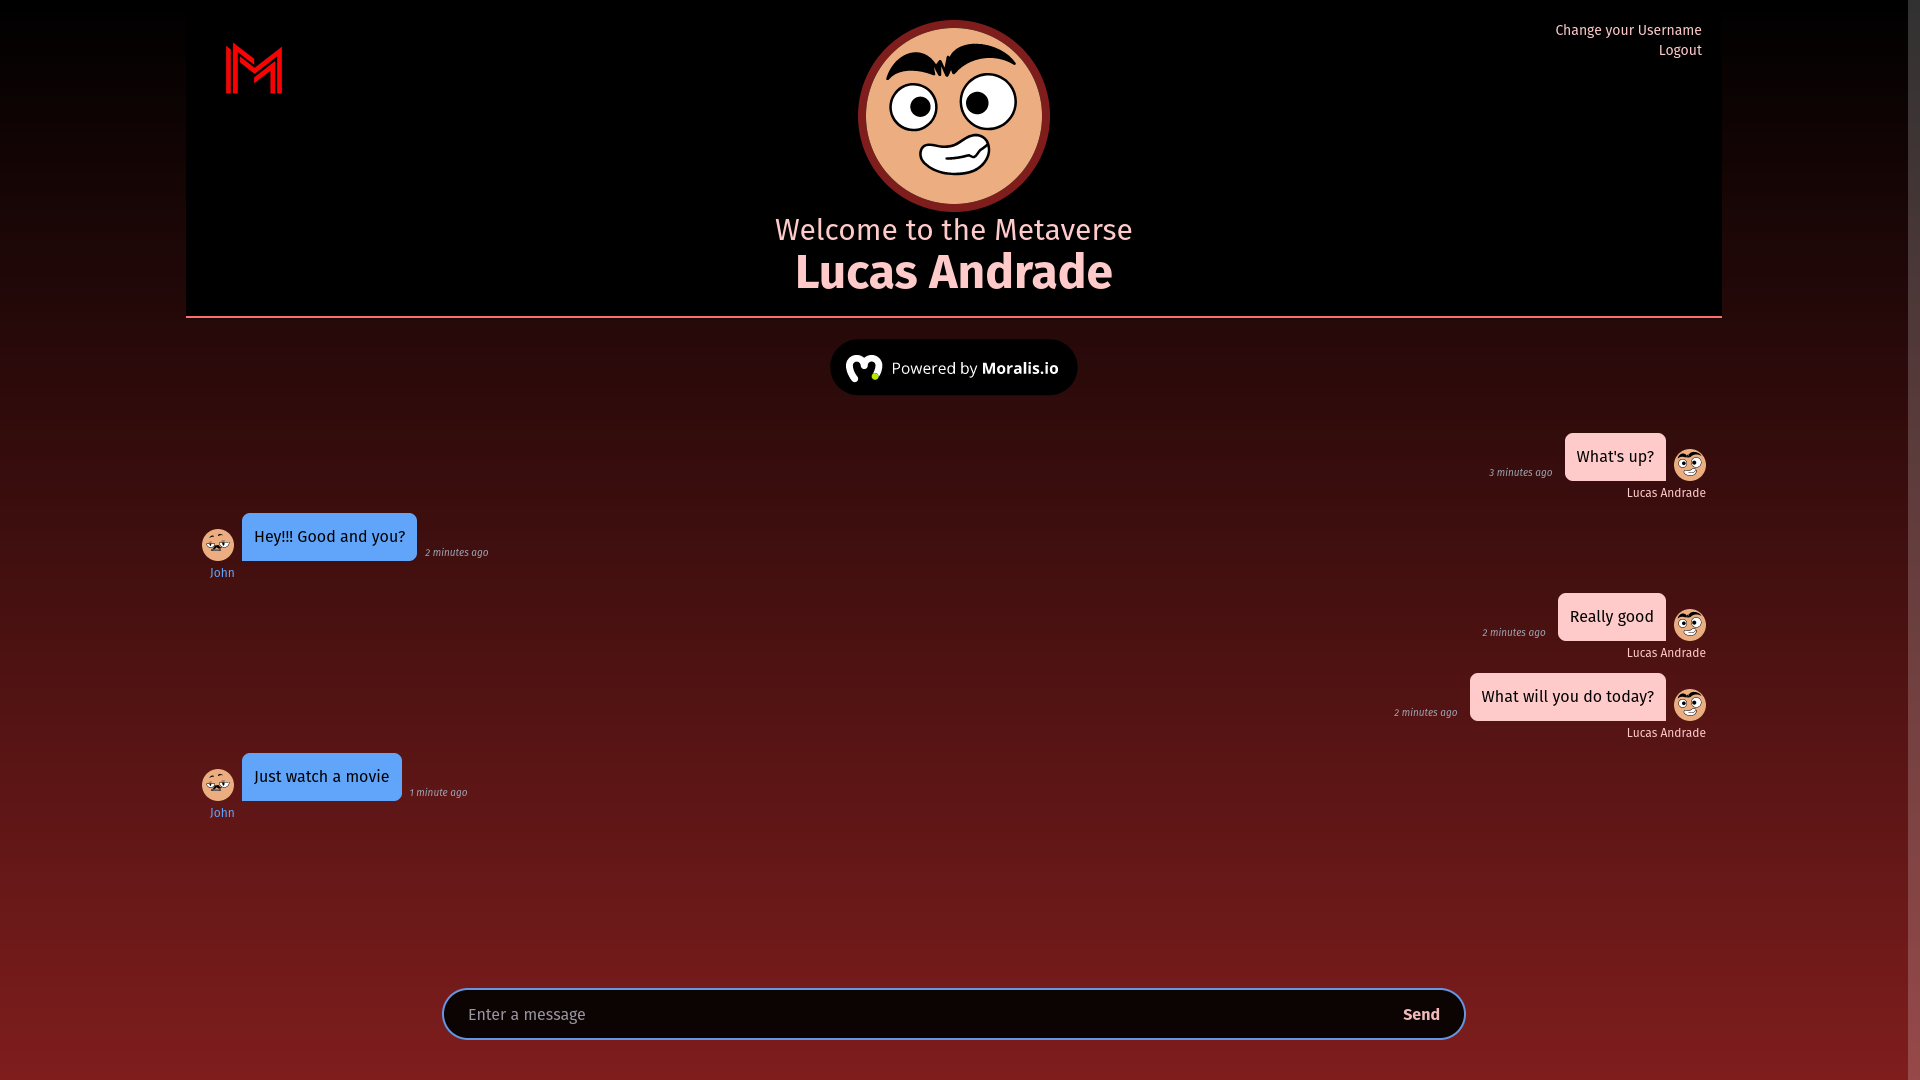 Change your Username
Logout
Welcome to the Metaverse
Lucas Andrade
Powered by Moralis.io
What's up?
3 minutes ago
Lucas Andrade
Hey!!! Good and you?
2 minutes ago
John
Really good
2 minutes ago
Lucas Andrade
What will you do today?
2 minutes ago
Lucas Andrade
Just watch a movie
1 minute ago
John
Enter a message
Send